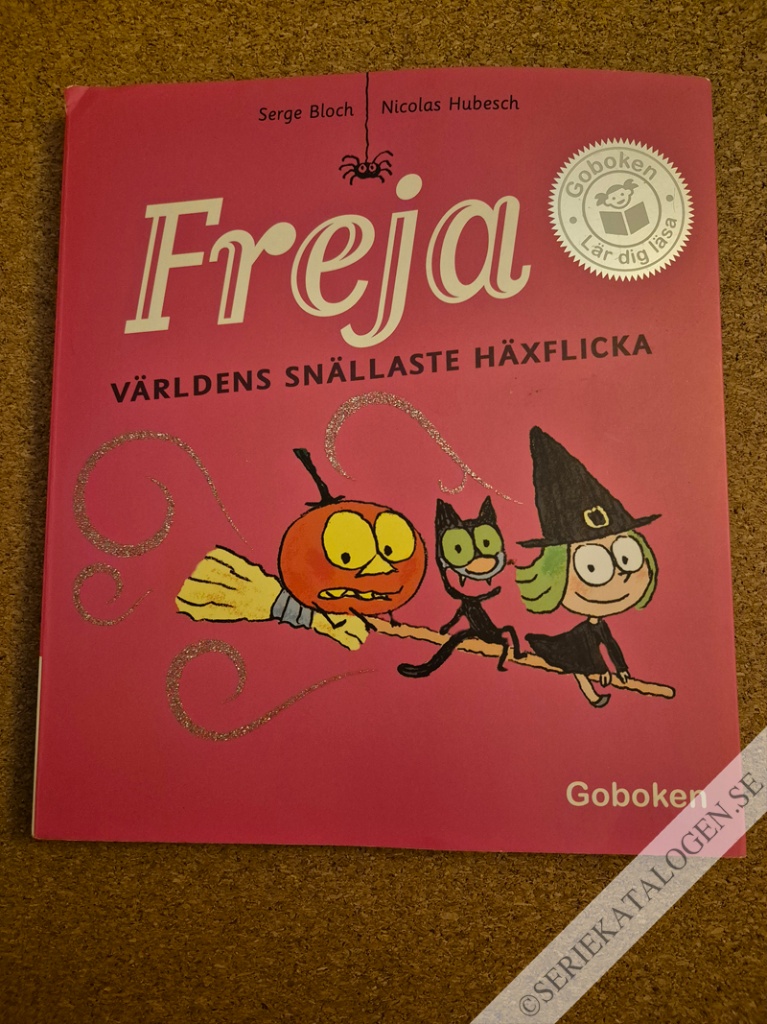 Serge Bloch Nicolas Hubesch
Freja
Goboken
Lär dig läsa
VÄRLDENS SNÄLLASTE HÄXFLICKA
Goboken
©SERIEKATALOGEN.SE